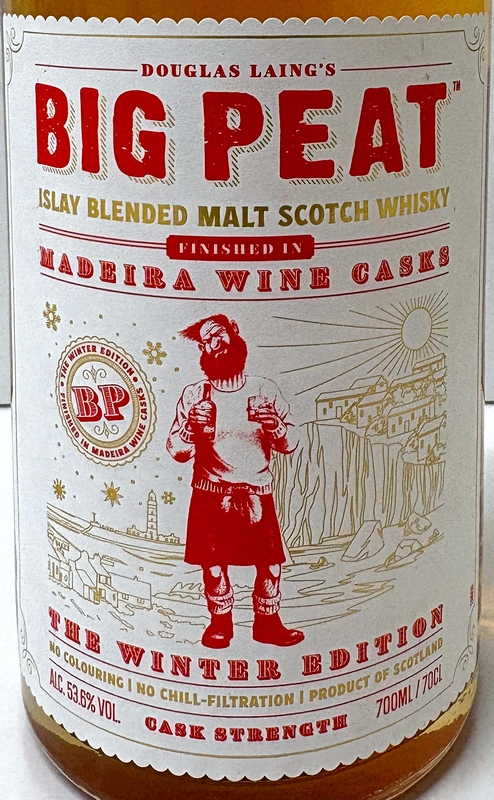 DOUGLAS LAING'S
BIG PEAT™
ISLAY BLENDED MALT SCOTCH WHISKY
FINISHED IN
MADEIRA WINE CASKS
• THE WINTER EDITION •
FINISHED IN MADEIRA WINE CASKS
BP
THE WINTER EDITION
NO COLOURING | NO CHILL-FILTRATION | PRODUCT OF SCOTLAND
ALC. 53.6% VOL.
CASK STRENGTH
700ML / 70CL